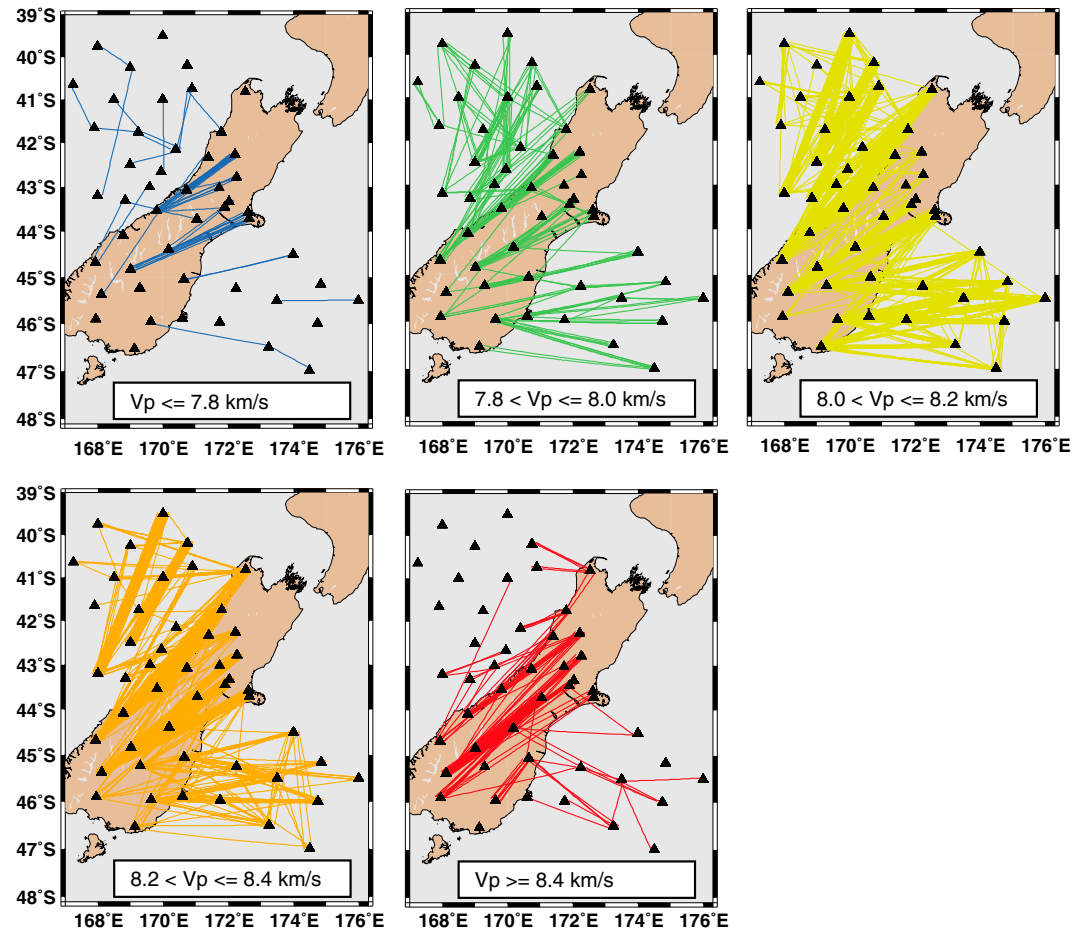 39°S
40°S
41°S
42°S
43°S
44°S
45°S
46°S
47°S
48°S
Vp <= 7.8 km/s
7.8 < Vp <= 8.0 km/s
8.0 < Vp <= 8.2 km/s
168°E 170°E 172°E 174°E 176°E
168°E 170°E 172°E 174°E 176°E
168°E 170°E 172°E 174°E 176°E
39°S
40°S
41°S
42°S
43°S
44°S
45°S
46°S
47°S
48°S
8.2 < Vp <= 8.4 km/s
Vp >= 8.4 km/s
168°E 170°E 172°E 174°E 176°E
168°E 170°E 172°E 174°E 176°E